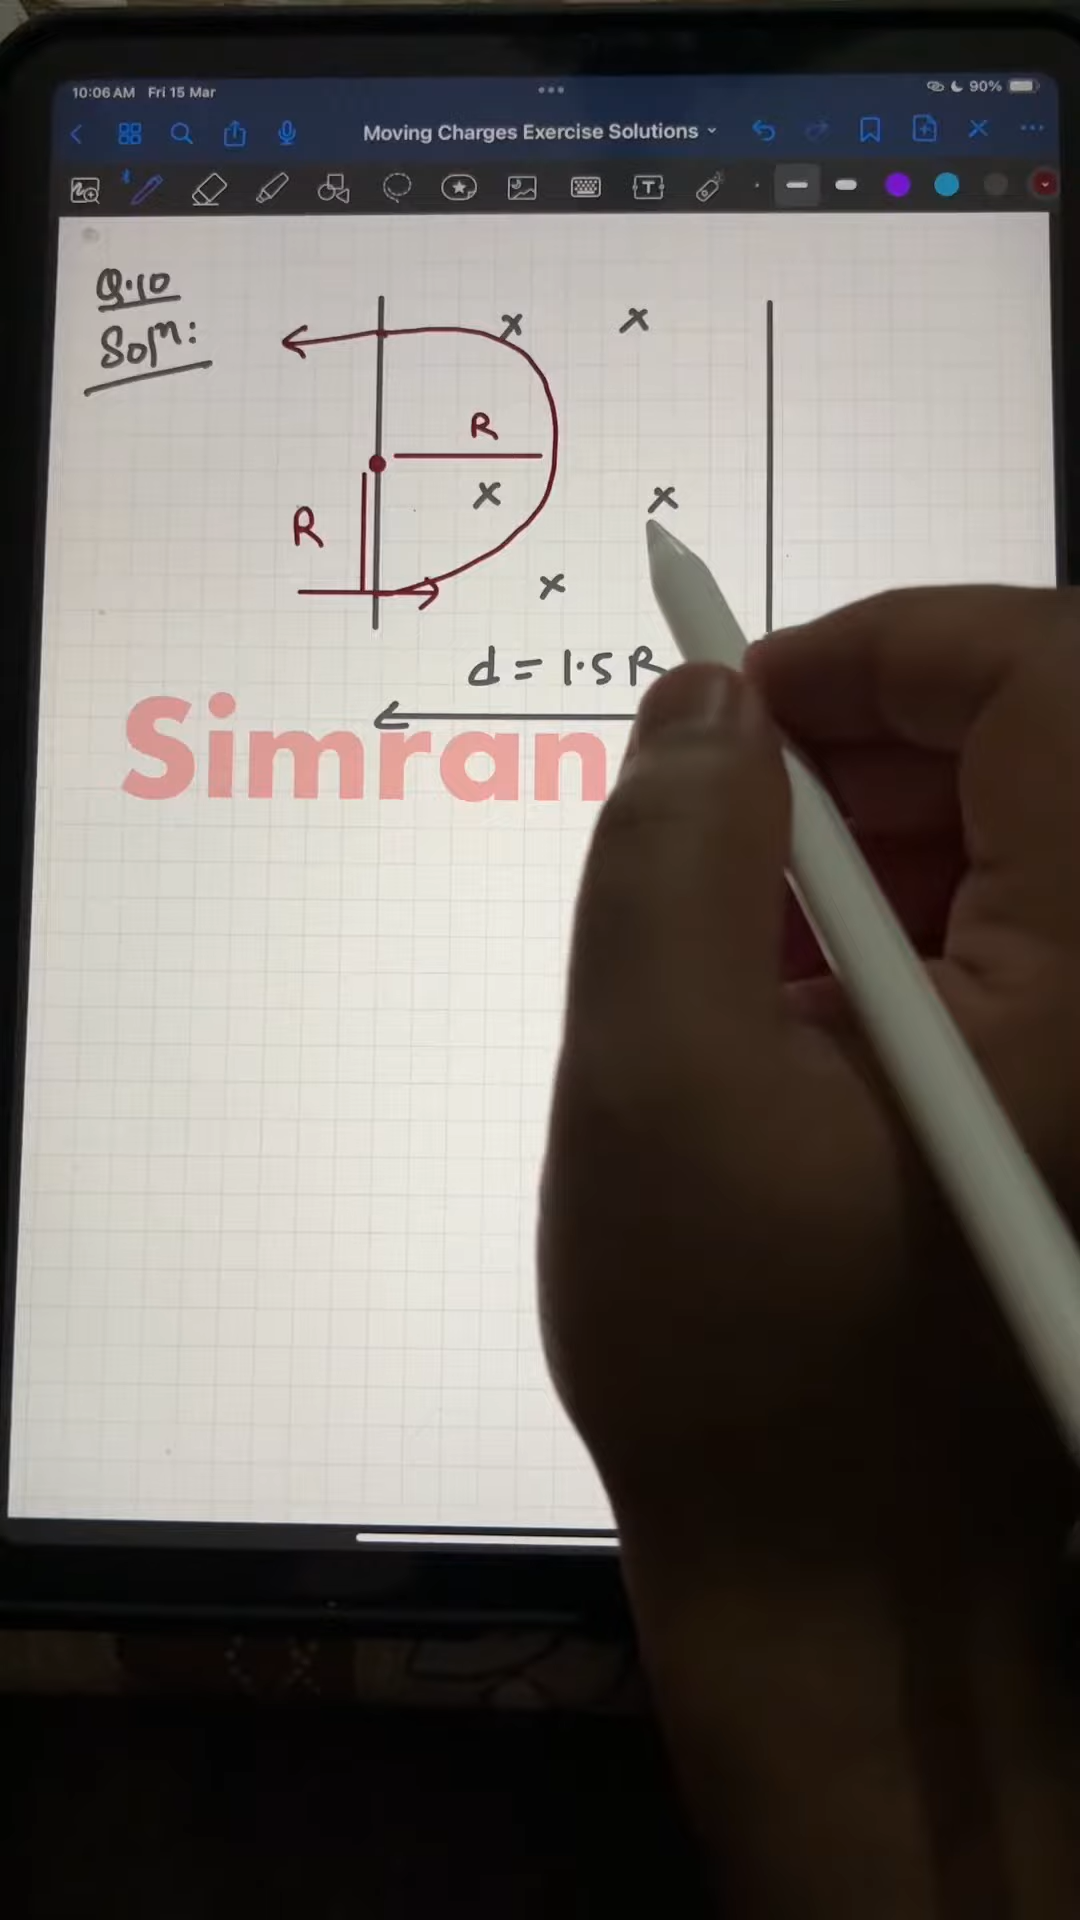 10:06 AM Fri 15 Mar
90%
Moving Charges Exercise Solutions
T
Q.10
Solⁿ:
x x
R
x x
R
x
d = 1.5 R
Simran